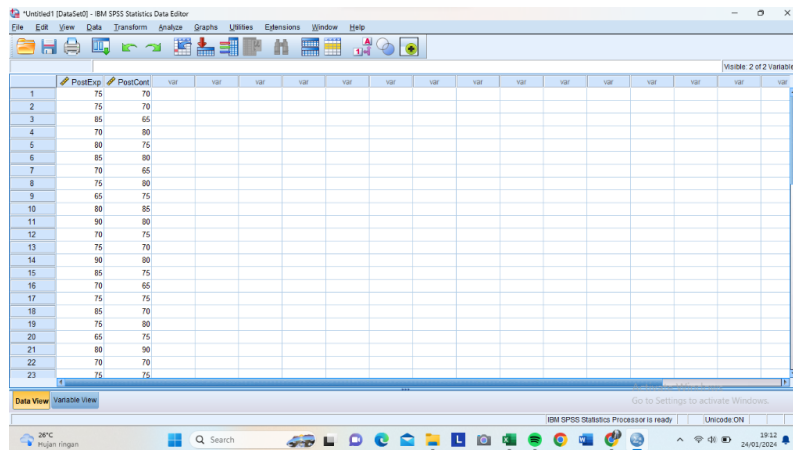 *Untitled1 [DataSet0] - IBM SPSS Statistics Data Editor
File Edit View Data Transform Analyze Graphs Utilities Extensions Window Help
Visible: 2 of 2 Variable
PostExp PostCont var var var var var var var var var var var var var var
1 75 70
2 75 70
3 85 65
4 70 80
5 80 75
6 85 80
7 70 65
8 75 80
9 65 75
10 80 85
11 90 80
12 70 75
13 75 70
14 90 80
15 85 75
16 70 65
17 75 75
18 85 70
19 75 80
20 65 75
21 80 90
22 70 70
23 75 75
Data View Variable View
Go to Settings to activate Windows.
IBM SPSS Statistics Processor is ready Unicode:ON
26°C
Hujan ringan
Search
19:12
24/01/2024